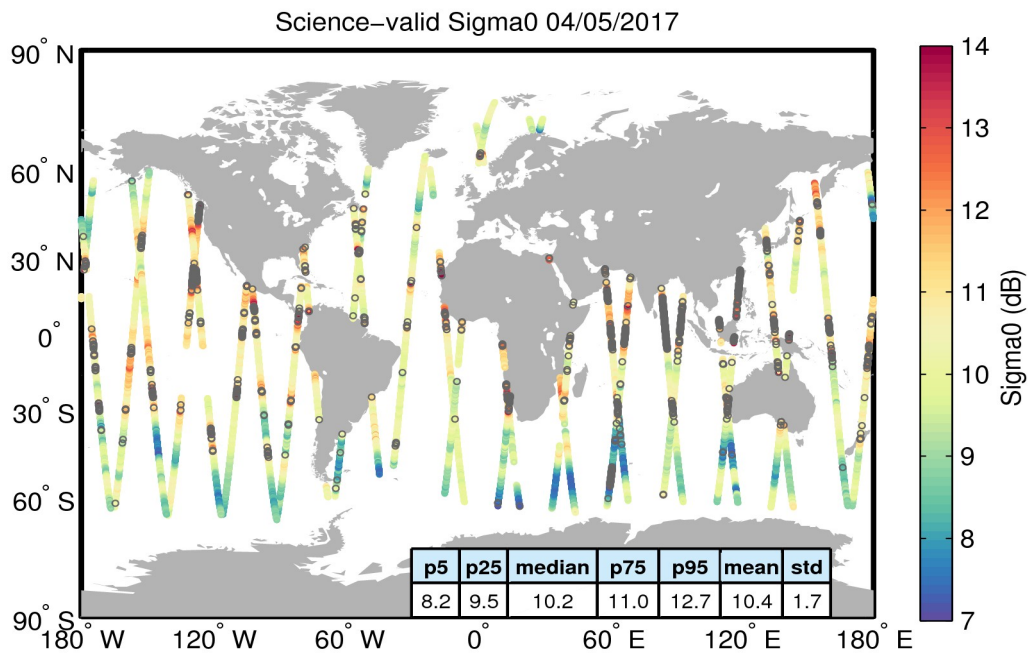 Science−valid Sigma0 04/05/2017
90° N
60° N
30° N
0°
30° S
60° S
90° S
180° W
120° W
60° W
0°
60° E
120° E
180° E
p5 p25 median p75 p95 mean std
8.2 9.5 10.2 11.0 12.7 10.4 1.7
14
13
12
11
10
9
8
7
Sigma0 (dB)